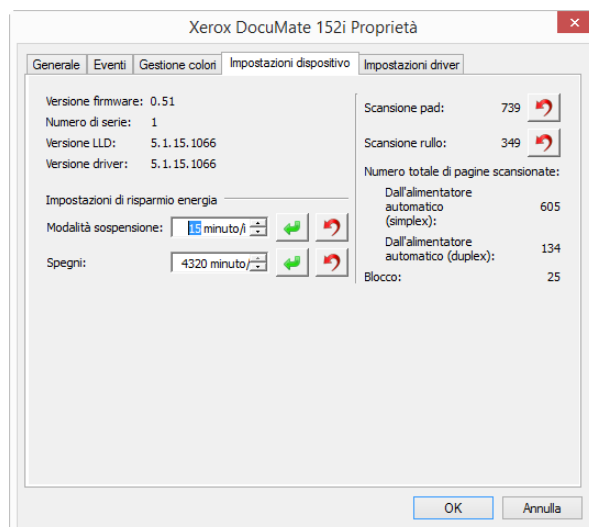 Xerox DocuMate 152i Proprietà
Generale Eventi Gestione colori Impostazioni dispositivo Impostazioni driver
Versione firmware: 0.51
Numero di serie: 1
Versione LLD: 5.1.15.1066
Versione driver: 5.1.15.1066
Impostazioni di risparmio energia
Modalità sospensione: 15 minuto/i
Spegni: 4320 minuto/
Scansione pad: 739
Scansione rullo: 349
Numero totale di pagine scansionate:
Dall'alimentatore
automatico
(simplex): 605
Dall'alimentatore
automatico (duplex): 134
Blocco: 25
OK Annulla